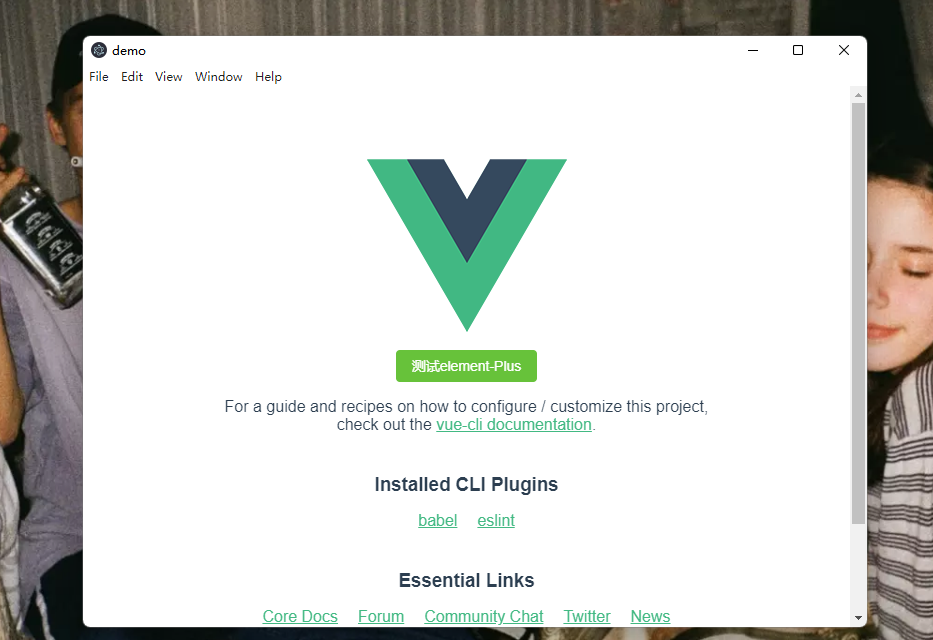 demo
File Edit View Window Help
测试element-Plus
For a guide and recipes on how to configure / customize this project,
check out the vue-cli documentation.
Installed CLI Plugins
babel eslint
Essential Links
Core Docs Forum Community Chat Twitter News